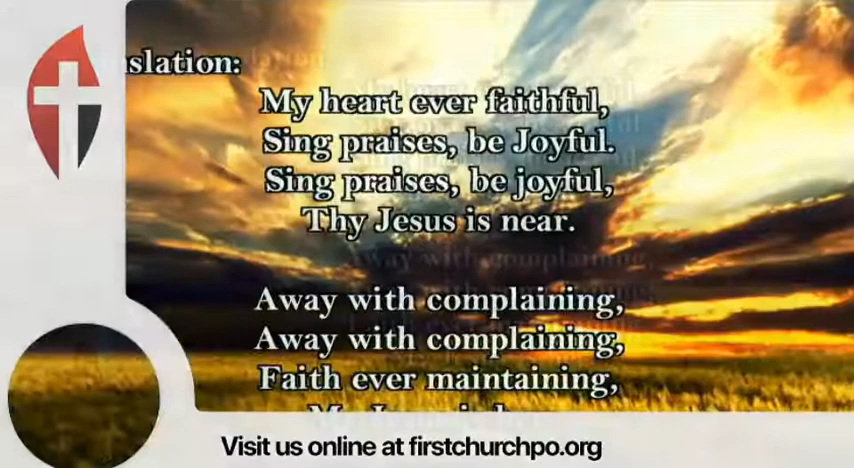 slation:
My heart ever faithful,
Sing praises, be Joyful.
Sing praises, be joyful,
Thy Jesus is near.
Away with complaining,
Away with complaining,
Faith ever maintaining,
Visit us online at firstchurchpo.org